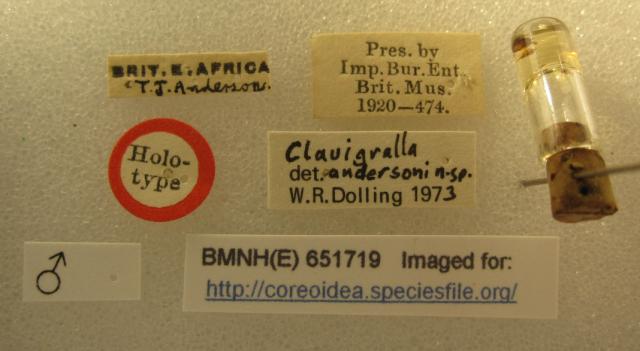 BRIT. E. AFRICA
T.J. Anderson.
Pres. by
Imp. Bur. Ent.
Brit. Mus.
1920—474.
Holo-
type
Clavigralla
det. andersoni n.sp.
W.R. Dolling 1973
♂
BMNH(E) 651719 Imaged for:
http://coreoidea.speciesfile.org/